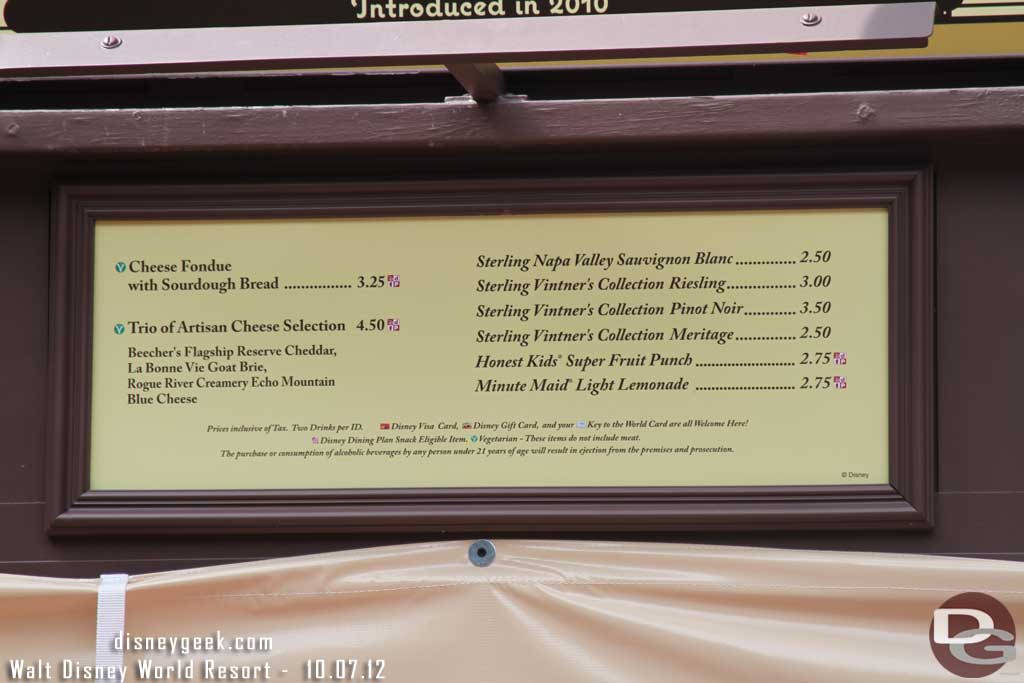 Introduced in 2010
Cheese Fondue
with Sourdough Bread ................ 3.25
Trio of Artisan Cheese Selection 4.50
Beecher's Flagship Reserve Cheddar,
La Bonne Vie Goat Brie,
Rogue River Creamery Echo Mountain
Blue Cheese
Sterling Napa Valley Sauvignon Blanc .............. 2.50
Sterling Vintner's Collection Riesling ................ 3.00
Sterling Vintner's Collection Pinot Noir ............ 3.50
Sterling Vintner's Collection Meritage .............. 2.50
Honest Kids® Super Fruit Punch ......................... 2.75
Minute Maid® Light Lemonade ......................... 2.75
Prices inclusive of Tax. Two Drinks per ID. Disney Visa Card, Disney Gift Card, and your Key to the World Card are all Welcome Here!
Disney Dining Plan Snack Eligible Item. Vegetarian - These items do not include meat.
The purchase or consumption of alcoholic beverages by any person under 21 years of age will result in ejection from the premises and prosecution.
© Disney
disneygeek.com
Walt Disney World Resort - 10.07.12
DG